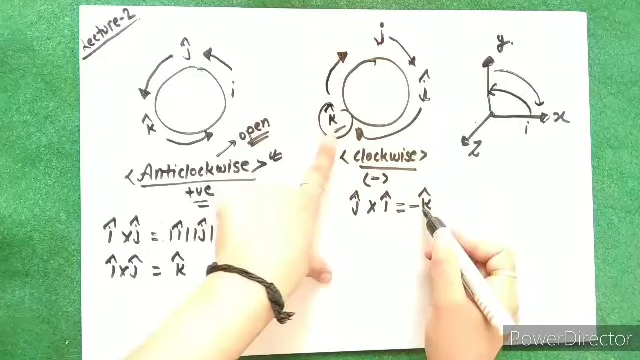 Lecture-2
ĵ
i
k̂
open
<Anticlockwise>
+ve
î x ĵ = |î||ĵ|
î x ĵ = k̂
j
î
k̂
<clockwise>
(-)
ĵ x î = -k̂
y
x
i
Z
PowerDirector